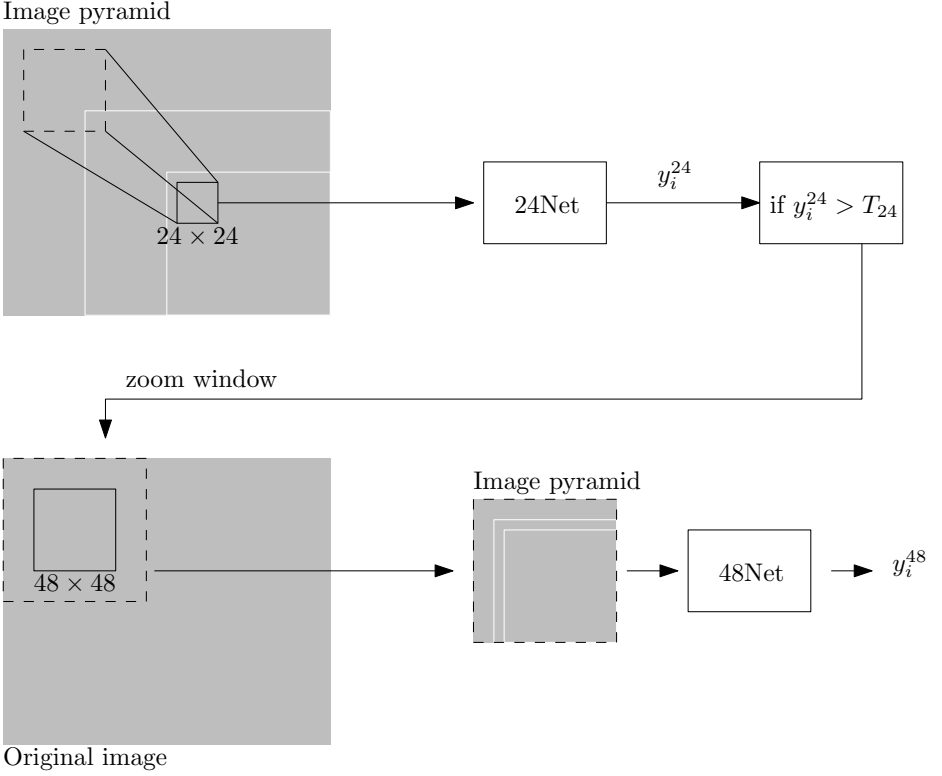 Image pyramid
24 × 24
24Net
y_i^{24}
if y_i^{24} > T_{24}
zoom window
48 × 48
Original image
Image pyramid
48Net
y_i^{48}